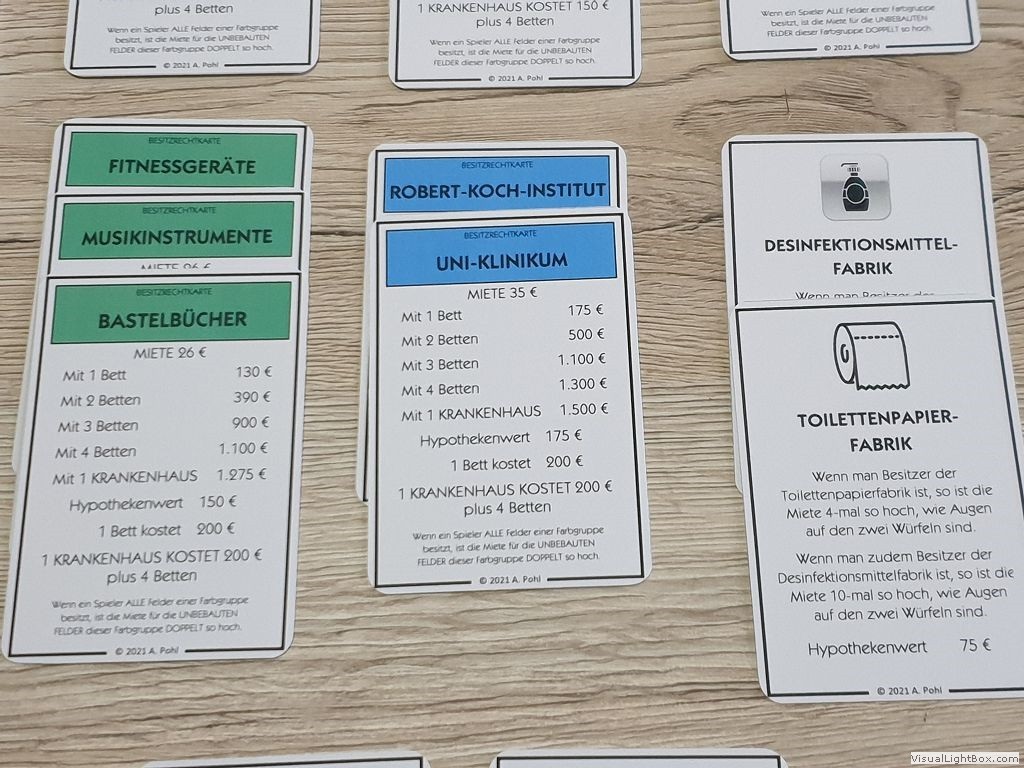 plus 4 Betten
Wenn ein Spieler ALLE Felder einer Farbgruppe
besitzt, ist die Miete für die UNBEBAUTEN
FELDER dieser Farbgruppe DOPPELT so hoch.
© 2021 A. Pohl
1 KRANKENHAUS KOSTET 150 €
plus 4 Betten
Wenn ein Spieler ALLE Felder einer Farbgruppe
besitzt, ist die Miete für die UNBEBAUTEN
FELDER dieser Farbgruppe DOPPELT so hoch.
© 2021 A. Pohl
Wenn ein Spieler ALLE Felder einer Farbgruppe
besitzt, ist die Miete für die UNBEBAUTEN
FELDER dieser Farbgruppe DOPPELT so hoch.
© 2021 A. Pohl
BESITZRECHTKARTE
FITNESSGERÄTE
BESITZRECHTKARTE
MUSIKINSTRUMENTE
MIETE 26 €
BESITZRECHTKARTE
BASTELBÜCHER
MIETE 26 €
Mit 1 Bett 130 €
Mit 2 Betten 390 €
Mit 3 Betten 900 €
Mit 4 Betten 1.100 €
Mit 1 KRANKENHAUS 1.275 €
Hypothekenwert 150 €
1 Bett kostet 200 €
1 KRANKENHAUS KOSTET 200 €
plus 4 Betten
Wenn ein Spieler ALLE Felder einer Farbgruppe
besitzt, ist die Miete für die UNBEBAUTEN
FELDER dieser Farbgruppe DOPPELT so hoch.
© 2021 A. Pohl
BESITZRECHTKARTE
ROBERT-KOCH-INSTITUT
BESITZRECHTKARTE
UNI-KLINIKUM
MIETE 35 €
Mit 1 Bett 175 €
Mit 2 Betten 500 €
Mit 3 Betten 1.100 €
Mit 4 Betten 1.300 €
Mit 1 KRANKENHAUS 1.500 €
Hypothekenwert 175 €
1 Bett kostet 200 €
1 KRANKENHAUS KOSTET 200 €
plus 4 Betten
Wenn ein Spieler ALLE Felder einer Farbgruppe
besitzt, ist die Miete für die UNBEBAUTEN
FELDER dieser Farbgruppe DOPPELT so hoch.
© 2021 A. Pohl
DESINFEKTIONSMITTEL-
FABRIK
Wenn man Besitzer der
TOILETTENPAPIER-
FABRIK
Wenn man Besitzer der
Toilettenpapierfabrik ist, so ist die
Miete 4-mal so hoch, wie Augen
auf den zwei Würfeln sind.
Wenn man zudem Besitzer der
Desinfektionsmittelfabrik ist, so ist die
Miete 10-mal so hoch, wie Augen
auf den zwei Würfeln sind.
Hypothekenwert 75 €
© 2021 A. Pohl
VisualLightBox.com